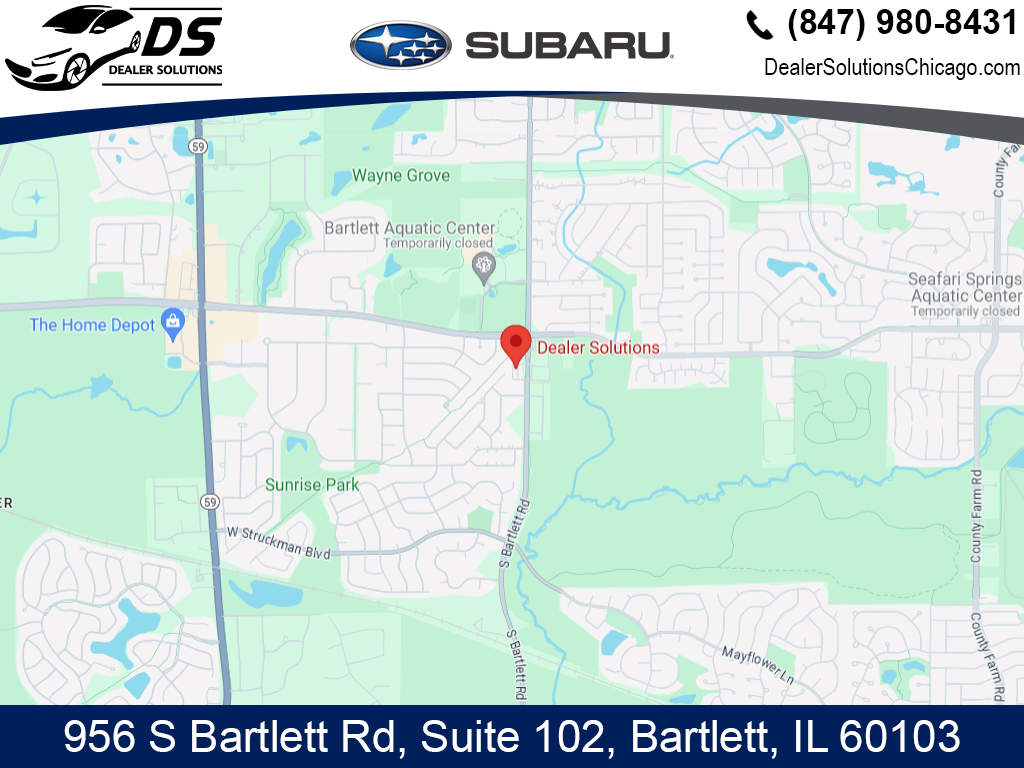 DS
DEALER SOLUTIONS
SUBARU
(847) 980-8431
DealerSolutionsChicago.com
59
Wayne Grove
County Fa
Bartlett Aquatic Center
Temporarily closed
Seafari Springs
Aquatic Center
Temporarily closed
The Home Depot
Dealer Solutions
Sunrise Park
ER
59
W Struckman Blvd
S Bartlett Rd
County Farm Rd
S Bartlett Rd
Mayflower Ln
County Farm Rd
956 S Bartlett Rd, Suite 102, Bartlett, IL 60103